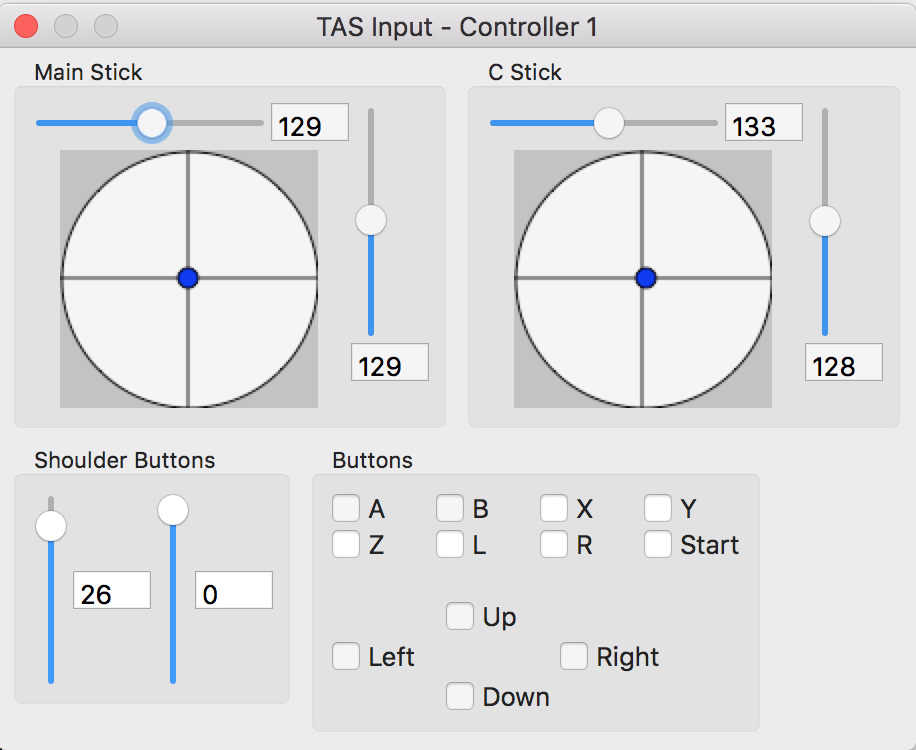 TAS Input - Controller 1
Main Stick
129
129
C Stick
133
128
Shoulder Buttons
26
0
Buttons
A B X Y
Z L R Start
Up
Left Right
Down